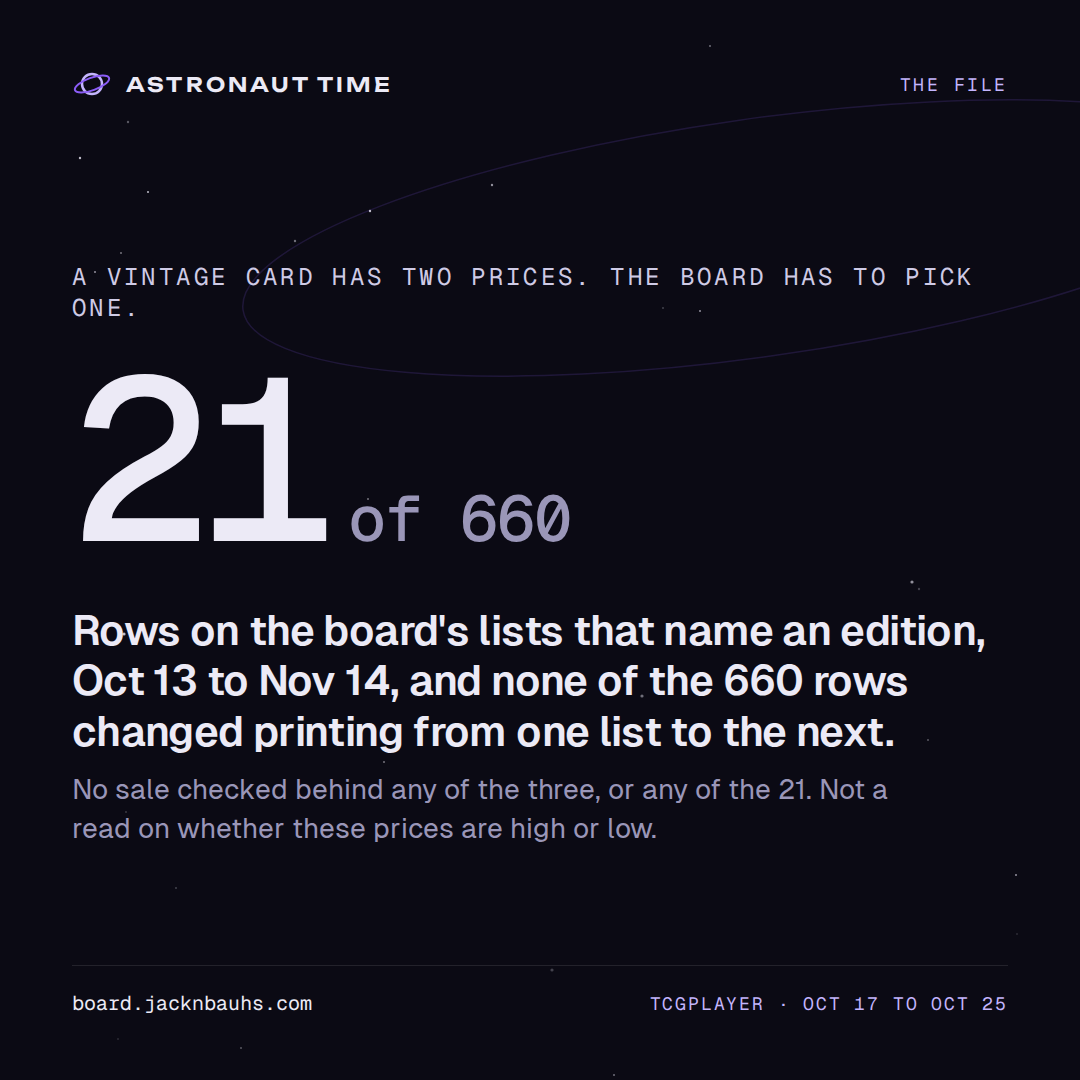 ASTRONAUT TIME
THE FILE
A VINTAGE CARD HAS TWO PRICES. THE BOARD HAS TO PICK
ONE.
21 of 660
Rows on the board's lists that name an edition,
Oct 13 to Nov 14, and none of the 660 rows
changed printing from one list to the next.
No sale checked behind any of the three, or any of the 21. Not a
read on whether these prices are high or low.
board.jacknbauhs.com
TCGPLAYER · OCT 17 TO OCT 25